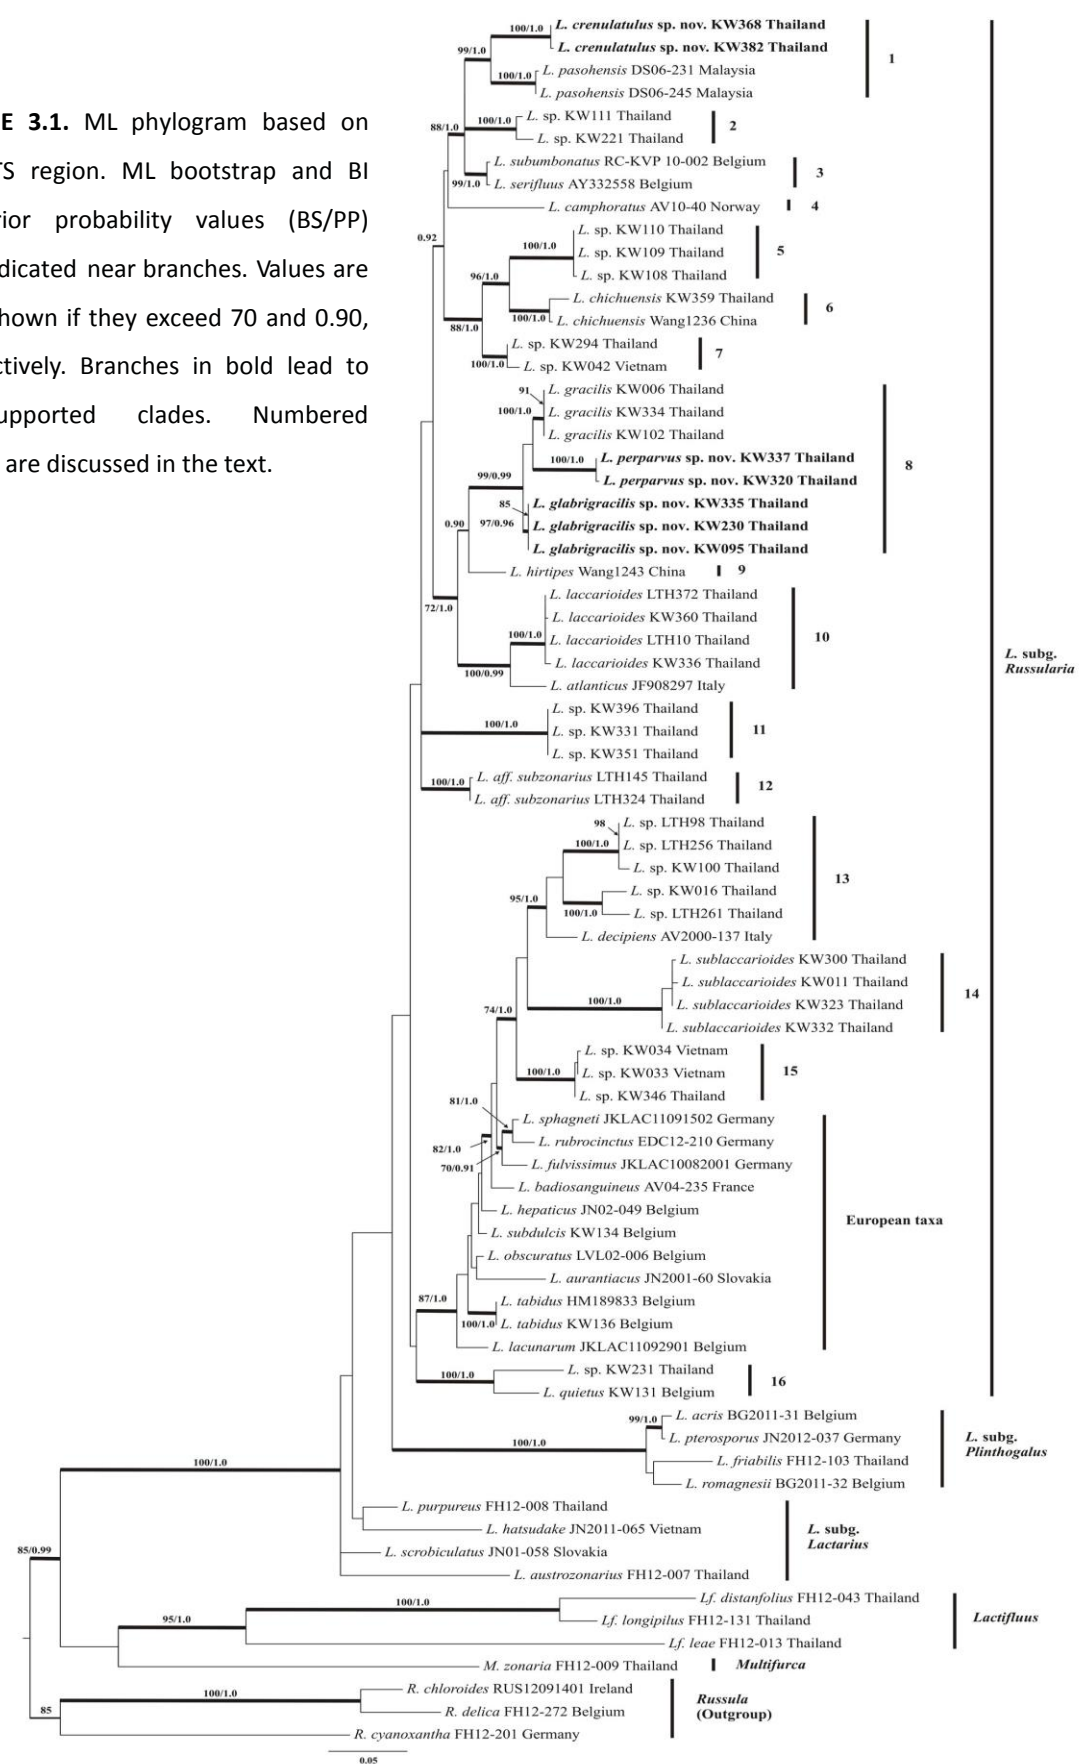 E 3.1. ML phylogram based on
TS region. ML bootstrap and BI
rior probability values (BS/PP)
dicated near branches. Values are
hown if they exceed 70 and 0.90,
ctively. Branches in bold lead to
upported clades. Numbered
are discussed in the text.
100/1.0
L. crenulatulus sp. nov. KW368 Thailand
L. crenulatulus sp. nov. KW382 Thailand
99/1.0
1
100/1.0
L. pasohensis DS06-231 Malaysia
L. pasohensis DS06-245 Malaysia
88/1.0
100/1.0
L. sp. KW111 Thailand
L. sp. KW221 Thailand
2
L. subumbonatus RC-KVP 10-002 Belgium
99/1.0
L. serifluus AY332558 Belgium
3
L. camphoratus AV10-40 Norway
4
0.92
L. sp. KW110 Thailand
100/1.0
L. sp. KW109 Thailand
5
96/1.0
L. sp. KW108 Thailand
L. chichuensis KW359 Thailand
100/1.0
L. chichuensis Wang1236 China
6
88/1.0
L. sp. KW294 Thailand
100/1.0
L. sp. KW042 Vietnam
7
91
L. gracilis KW006 Thailand
100/1.0
L. gracilis KW334 Thailand
L. gracilis KW102 Thailand
100/1.0
L. perparvus sp. nov. KW337 Thailand
8
99/0.99
L. perparvus sp. nov. KW320 Thailand
85
L. glabrigracilis sp. nov. KW335 Thailand
0.90
97/0.96
L. glabrigracilis sp. nov. KW230 Thailand
L. glabrigracilis sp. nov. KW095 Thailand
L. hirtipes Wang1243 China
9
72/1.0
L. laccarioides LTH372 Thailand
L. laccarioides KW360 Thailand
100/1.0
L. laccarioides LTH10 Thailand
10
L. laccarioides KW336 Thailand
100/0.99
L. atlanticus JF908297 Italy
L. subg.
Russularia
L. sp. KW396 Thailand
100/1.0
L. sp. KW331 Thailand
11
L. sp. KW351 Thailand
100/1.0
L. aff. subzonarius LTH145 Thailand
12
L. aff. subzonarius LTH324 Thailand
98
L. sp. LTH98 Thailand
100/1.0
L. sp. LTH256 Thailand
L. sp. KW100 Thailand
13
95/1.0
L. sp. KW016 Thailand
100/1.0
L. sp. LTH261 Thailand
L. decipiens AV2000-137 Italy
L. sublaccarioides KW300 Thailand
L. sublaccarioides KW011 Thailand
14
100/1.0
L. sublaccarioides KW323 Thailand
74/1.0
L. sublaccarioides KW332 Thailand
L. sp. KW034 Vietnam
100/1.0
L. sp. KW033 Vietnam
15
L. sp. KW346 Thailand
81/1.0
L. sphagneti JKLAC11091502 Germany
82/1.0
L. rubrocinctus EDC12-210 Germany
70/0.91
L. fulvissimus JKLAC10082001 Germany
L. badiosanguineus AV04-235 France
L. hepaticus JN02-049 Belgium
European taxa
L. subdulcis KW134 Belgium
L. obscuratus LVL02-006 Belgium
L. aurantiacus JN2001-60 Slovakia
87/1.0
L. tabidus HM189833 Belgium
100/1.0
L. tabidus KW136 Belgium
L. lacunarum JKLAC11092901 Belgium
100/1.0
L. sp. KW231 Thailand
16
L. quietus KW131 Belgium
99/1.0
L. acris BG2011-31 Belgium
100/1.0
L. pterosporus JN2012-037 Germany
L. friabilis FH12-103 Thailand
L. romagnesii BG2011-32 Belgium
L. subg.
Plinthogalus
100/1.0
L. purpureus FH12-008 Thailand
L. hatsudake JN2011-065 Vietnam
L. scrobiculatus JN01-058 Slovakia
L. austrozonarius FH12-007 Thailand
L. subg.
Lactarius
85/0.99
100/1.0
Lf. distanfolius FH12-043 Thailand
95/1.0
Lf. longipilus FH12-131 Thailand
Lactifluus
Lf. leae FH12-013 Thailand
M. zonaria FH12-009 Thailand
Multifurca
100/1.0
R. chloroides RUS12091401 Ireland
85
R. delica FH12-272 Belgium
R. cyanoxantha FH12-201 Germany
Russula
(Outgroup)
0.05